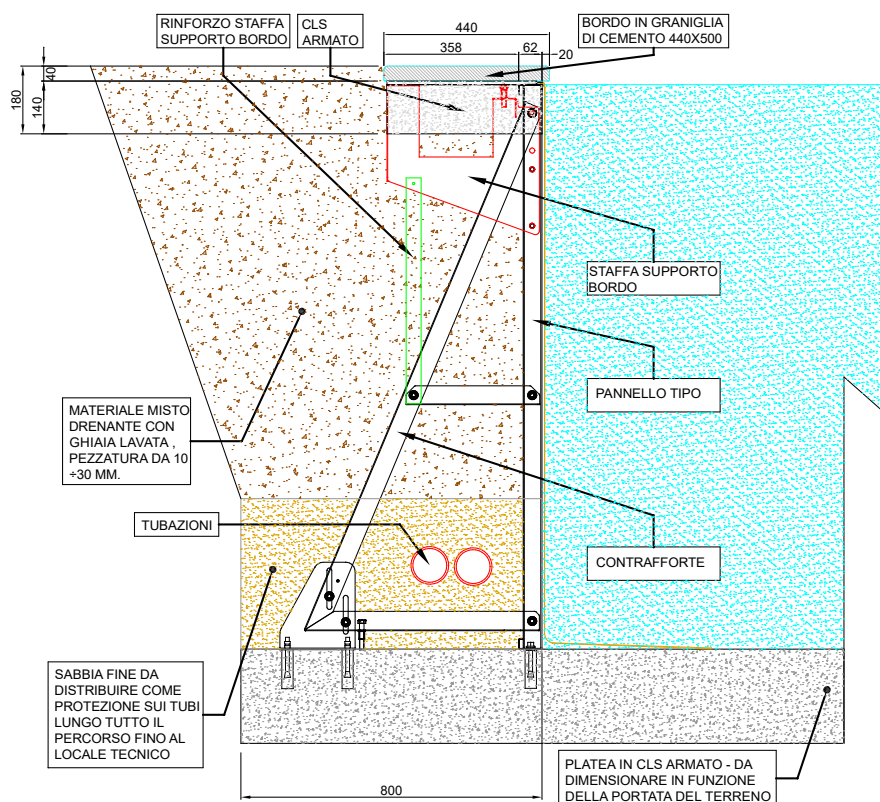 RINFORZO STAFFA
SUPPORTO BORDO
CLS
ARMATO
440
358
62
20
BORDO IN GRANIGLIA
DI CEMENTO 440X500
40
180
140
STAFFA SUPPORTO
BORDO
PANNELLO TIPO
MATERIALE MISTO
DRENANTE CON
GHIAIA LAVATA ,
PEZZATURA DA 10
÷30 MM.
TUBAZIONI
CONTRAFFORTE
SABBIA FINE DA
DISTRIBUIRE COME
PROTEZIONE SUI TUBI
LUNGO TUTTO IL
PERCORSO FINO AL
LOCALE TECNICO
800
PLATEA IN CLS ARMATO - DA
DIMENSIONARE IN FUNZIONE
DELLA PORTATA DEL TERRENO